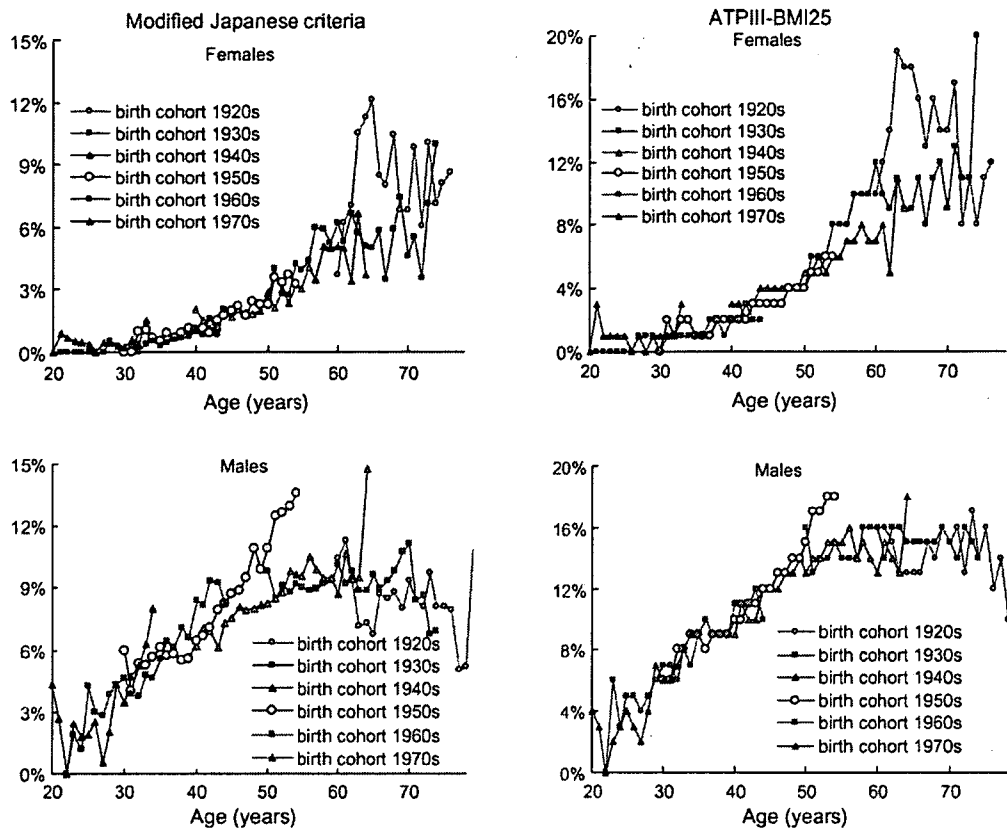 Modified Japanese criteria
Females
15%
12%
9%
6%
3%
0%
birth cohort 1920s
birth cohort 1930s
birth cohort 1940s
birth cohort 1950s
birth cohort 1960s
birth cohort 1970s
20 30 40 50 60 70
Age (years)
ATPIII-BMI25
Females
20%
16%
12%
8%
4%
0%
birth cohort 1920s
birth cohort 1930s
birth cohort 1940s
birth cohort 1950s
birth cohort 1960s
birth cohort 1970s
20 30 40 50 60 70
Age (years)
Males
15%
12%
9%
6%
3%
0%
birth cohort 1920s
birth cohort 1930s
birth cohort 1940s
birth cohort 1950s
birth cohort 1960s
birth cohort 1970s
20 30 40 50 60 70
Age (years)
Males
20%
16%
12%
8%
4%
0%
birth cohort 1920s
birth cohort 1930s
birth cohort 1940s
birth cohort 1950s
birth cohort 1960s
birth cohort 1970s
20 30 40 50 60 70
Age (years)